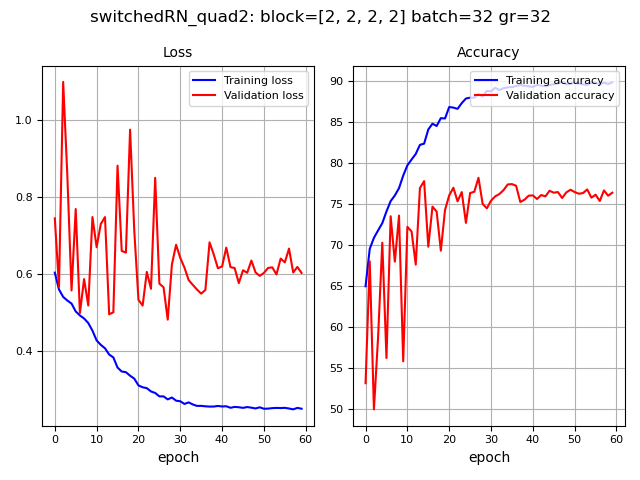 switchedRN_quad2: block=[2, 2, 2, 2] batch=32 gr=32
Loss
Training loss
Validation loss
1.0
0.8
0.6
0.4
0 10 20 30 40 50 60
epoch
Accuracy
Training accuracy
Validation accuracy
90
85
80
75
70
65
60
55
50
0 10 20 30 40 50 60
epoch